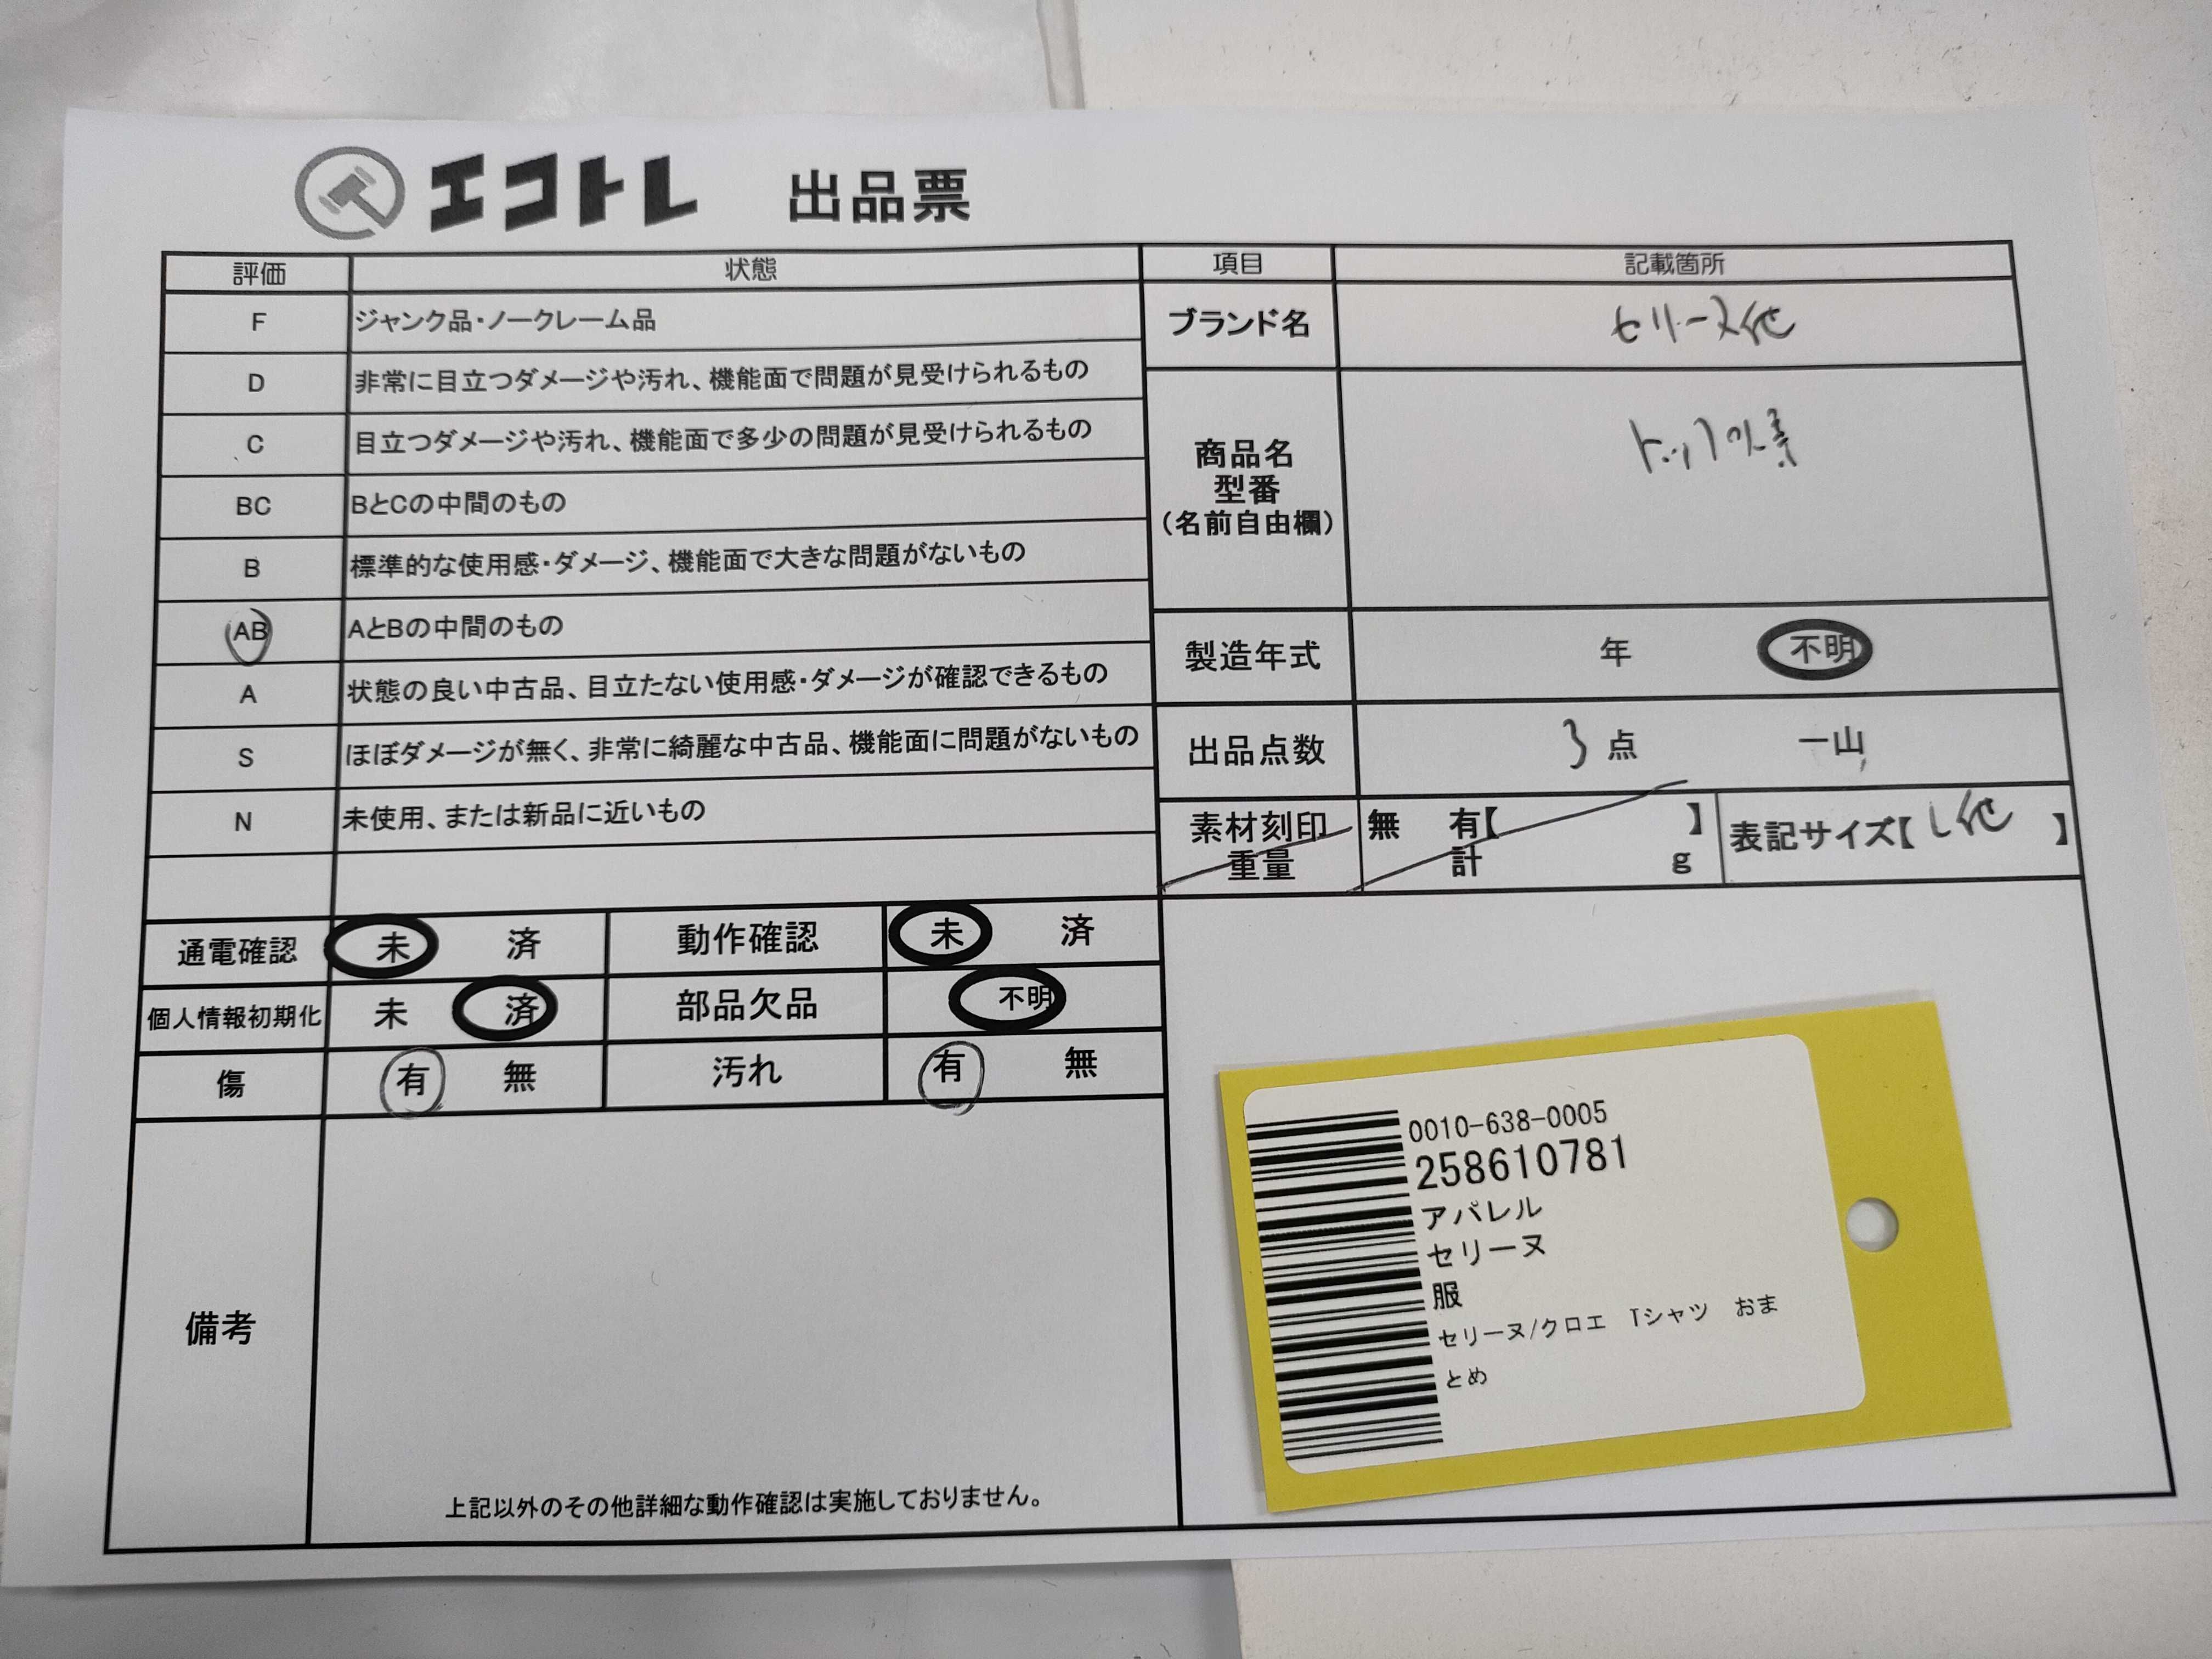 エコトレ 出品票
評価 状態
F ジャンク品・ノークレーム品
D 非常に目立つダメージや汚れ、機能面で問題が見受けられるもの
C 目立つダメージや汚れ、機能面で多少の問題が見受けられるもの
BC BとCの中間のもの
B 標準的な使用感・ダメージ、機能面で大きな問題がないもの
AB AとBの中間のもの
A 状態の良い中古品、目立たない使用感・ダメージが確認できるもの
S ほぼダメージが無く、非常に綺麗な中古品、機能面に問題がないもの
N 未使用、または新品に近いもの
項目 記載箇所
ブランド名 セリーヌ他
商品名
型番
(名前自由欄)
トップス
製造年式 年 不明
出品点数 3 点 一山
素材刻印 無 有【 】
重量 計 g
表記サイズ【 L他 】
通電確認 未 済 動作確認 未 済
個人情報初期化 未 済 部品欠品 不明
傷 有 無 汚れ 有 無
備考
上記以外のその他詳細な動作確認は実施しておりません。
0010-638-0005
258610781
アパレル
セリーヌ
服
セリーヌ/クロエ Tシャツ おま
とめ